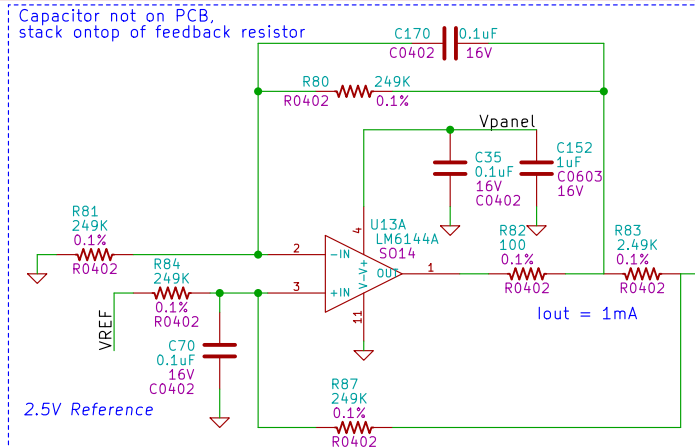 Capacitor not on PCB,
stack ontop of feedback resistor
C170 0.1uF
C0402 16V
R80 249K
R0402 0.1%
Vpanel
C35
0.1uF
16V
C0402
C152
1uF
C0603
16V
R81
249K
0.1%
R0402
4
U13A
LM6144A
SO14
2
-IN
V+
OUT
1
3
+IN
V-
11
R82
100
0.1%
R0402
R83
2.49K
0.1%
R0402
R84
249K
0.1%
R0402
VREF
Iout = 1mA
C70
0.1uF
16V
C0402
R87
249K
0.1%
R0402
2.5V Reference